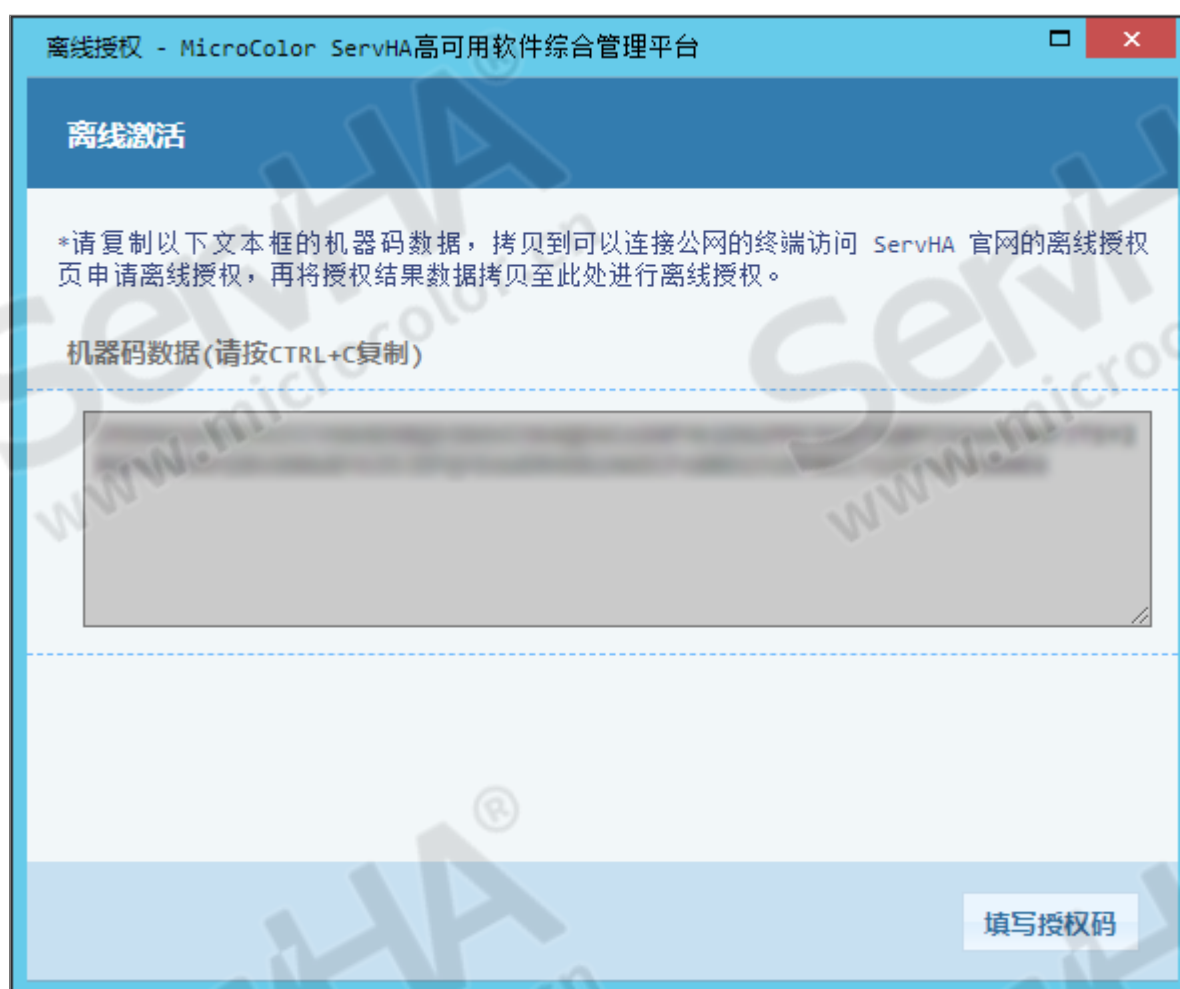 离线授权 - MicroColor ServHA高可用软件综合管理平台
离线激活
*请复制以下文本框的机器码数据，拷贝到可以连接公网的终端访问 ServHA 官网的离线授权
页申请离线授权，再将授权结果数据拷贝至此处进行离线授权。
机器码数据(请按CTRL+C复制)
填写授权码
ServHA®
www.microcolor.cn